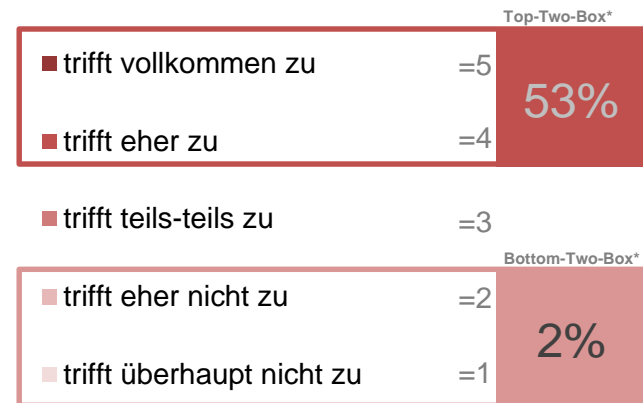 Top-Two-Box*
trifft vollkommen zu =5
53%
trifft eher zu =4
trifft teils-teils zu =3
Bottom-Two-Box*
trifft eher nicht zu =2
2%
trifft überhaupt nicht zu =1